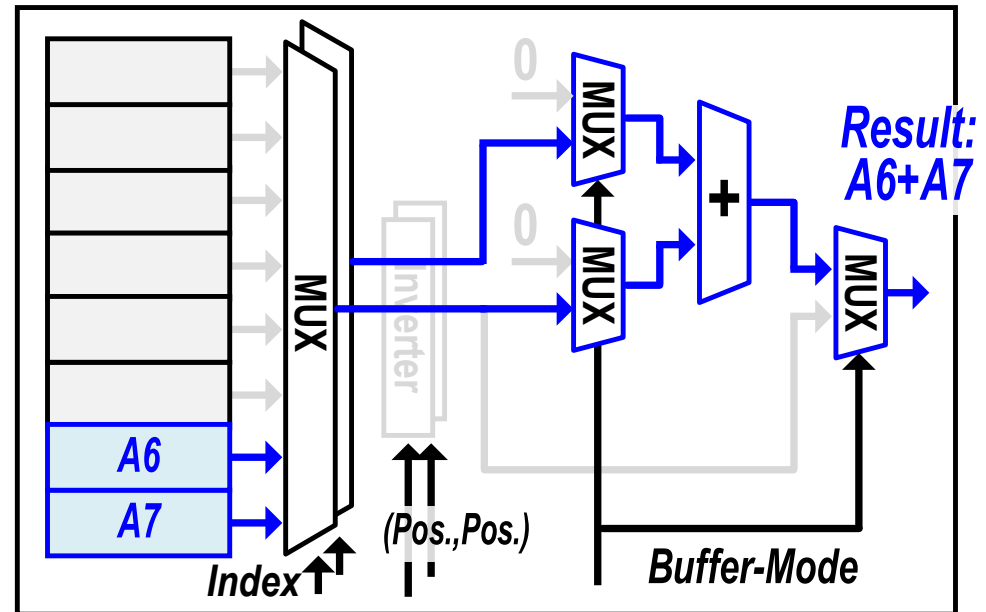 0
MUX
Result:
A6+A7
+
0
MUX
MUX
MUX
Inverter
A6
A7
(Pos.,Pos.)
Index
Buffer-Mode